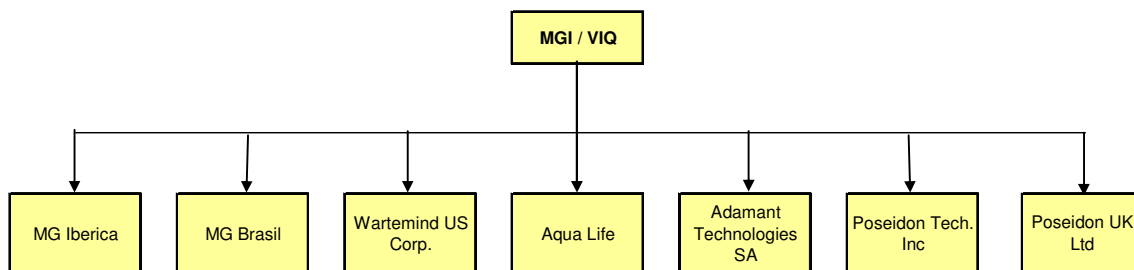 MGI / VIQ
MG Iberica
MG Brasil
Wartemind US
Corp.
Aqua Life
Adamant
Technologies
SA
Poseidon Tech.
Inc
Poseidon UK
Ltd